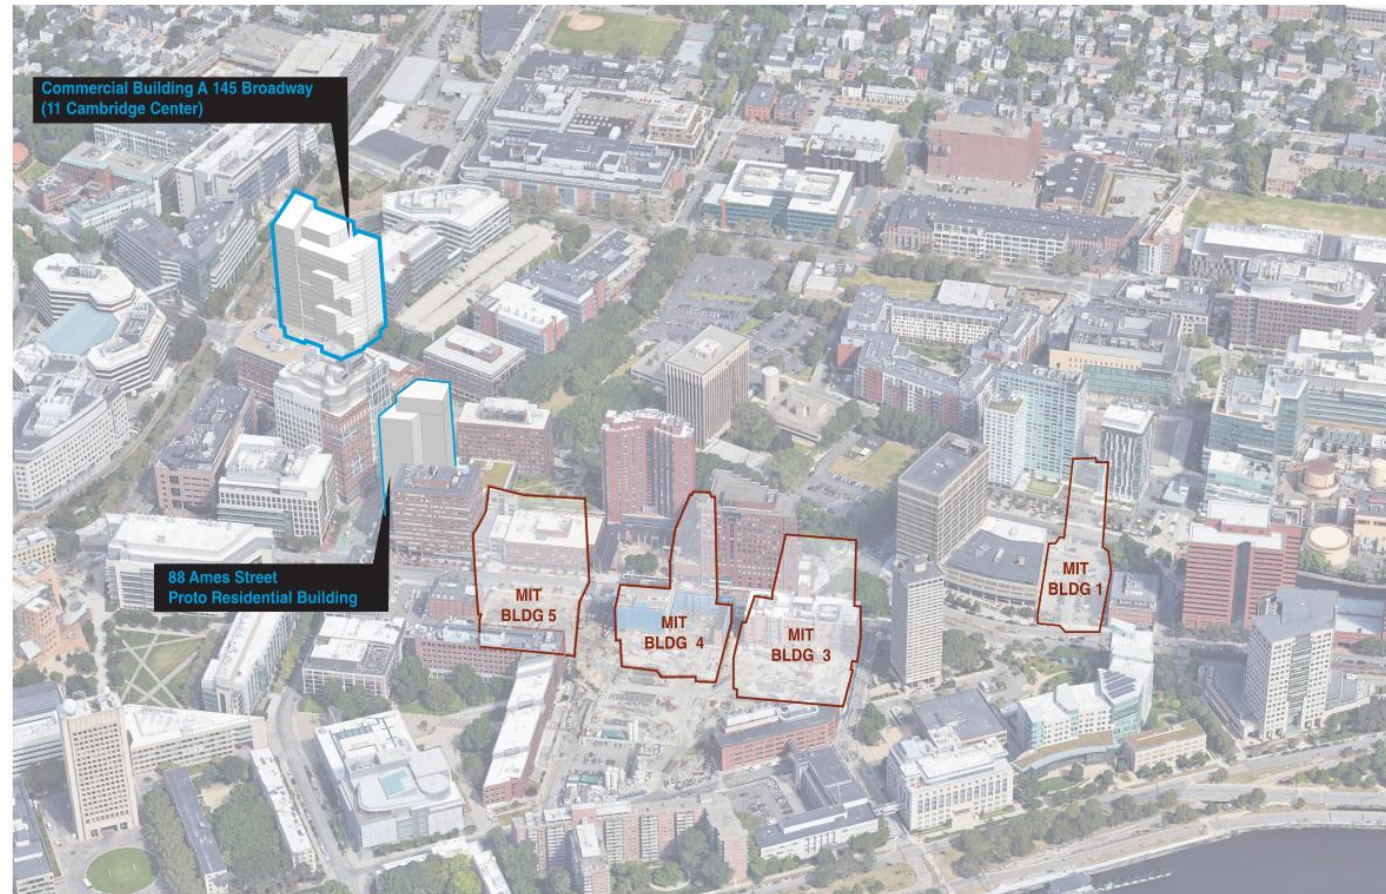 Commercial Building A 145 Broadway
(11 Cambridge Center)
88 Ames Street
Proto Residential Building
MIT
BLDG 5
MIT
BLDG 4
MIT
BLDG 3
MIT
BLDG 1